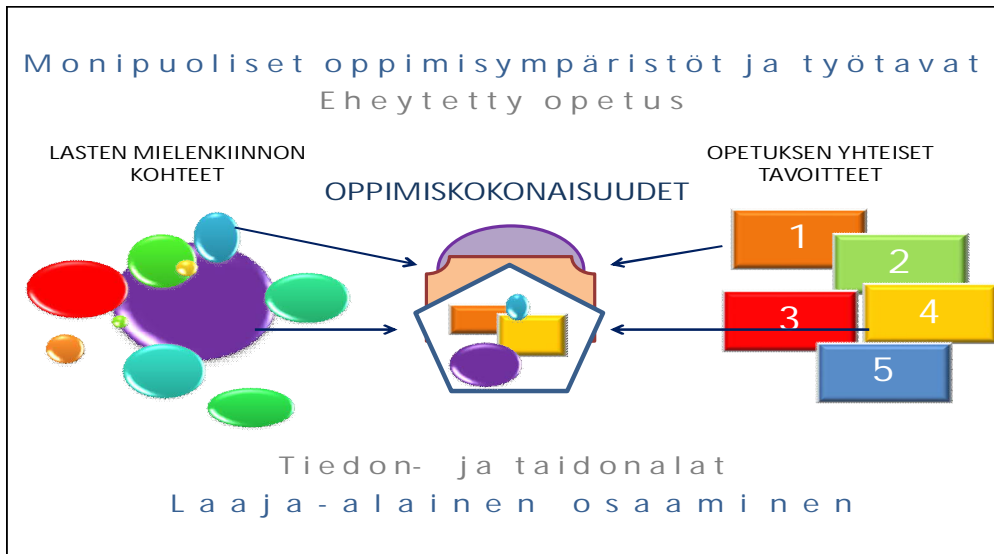 Monipuoliset oppimisympäristöt ja työtavat
Eheytetty opetus
LASTEN MIELENKIINNON
KOHTEET
OPPIMISKOKONAISUUDET
OPETUKSEN YHTEISET
TAVOITTEET
1
2
3
4
5
Tiedon- ja taidonalat
Laaja-alainen osaaminen